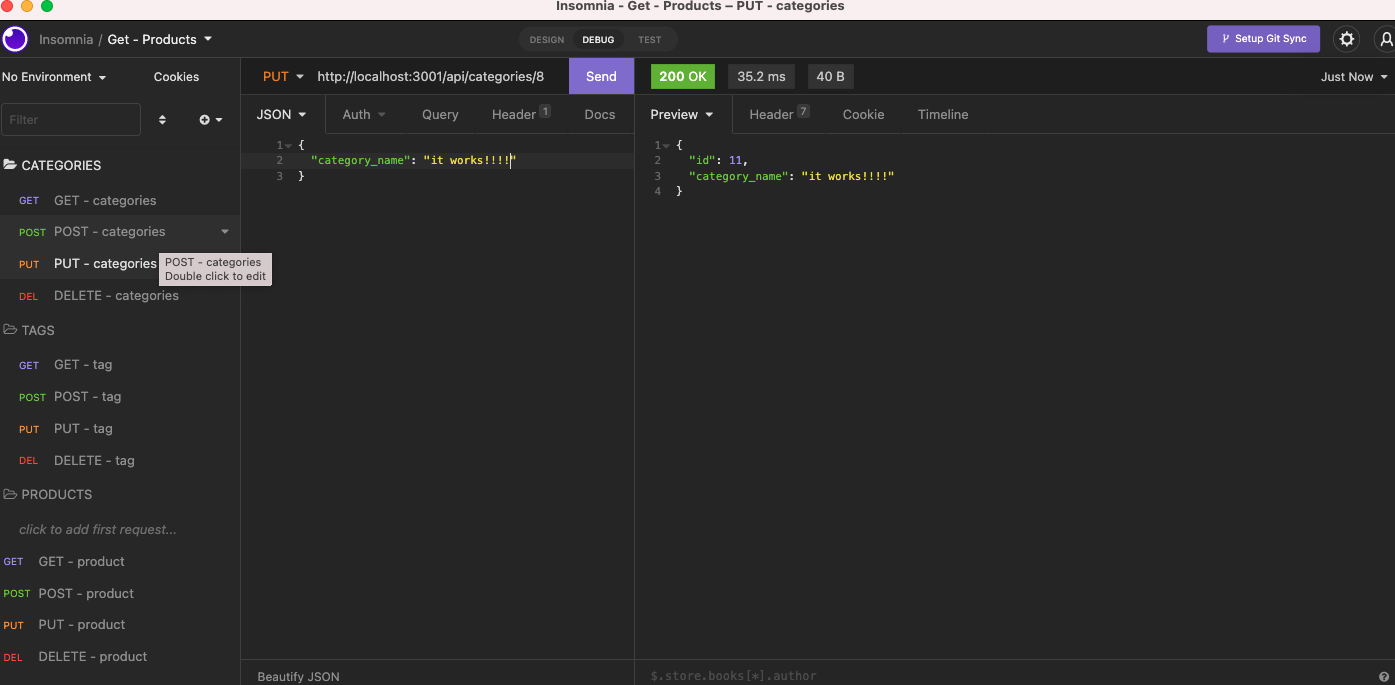 Insomnia - Get - Products – PUT - categories
Insomnia / Get - Products
DESIGN DEBUG TEST
Setup Git Sync
No Environment Cookies
PUT http://localhost:3001/api/categories/8 Send
200 OK 35.2 ms 40 B
Just Now
Filter
JSON Auth Query Header 1 Docs
Preview Header 7 Cookie Timeline
1 {
2 "category_name": "it works!!!!"
3 }
1 {
2 "id": 11,
3 "category_name": "it works!!!!"
4 }
CATEGORIES
GET GET - categories
POST POST - categories
PUT PUT - categories
POST - categories
Double click to edit
DEL DELETE - categories
TAGS
GET GET - tag
POST POST - tag
PUT PUT - tag
DEL DELETE - tag
PRODUCTS
click to add first request...
GET GET - product
POST POST - product
PUT PUT - product
DEL DELETE - product
Beautify JSON
$.store.books[*].author
?